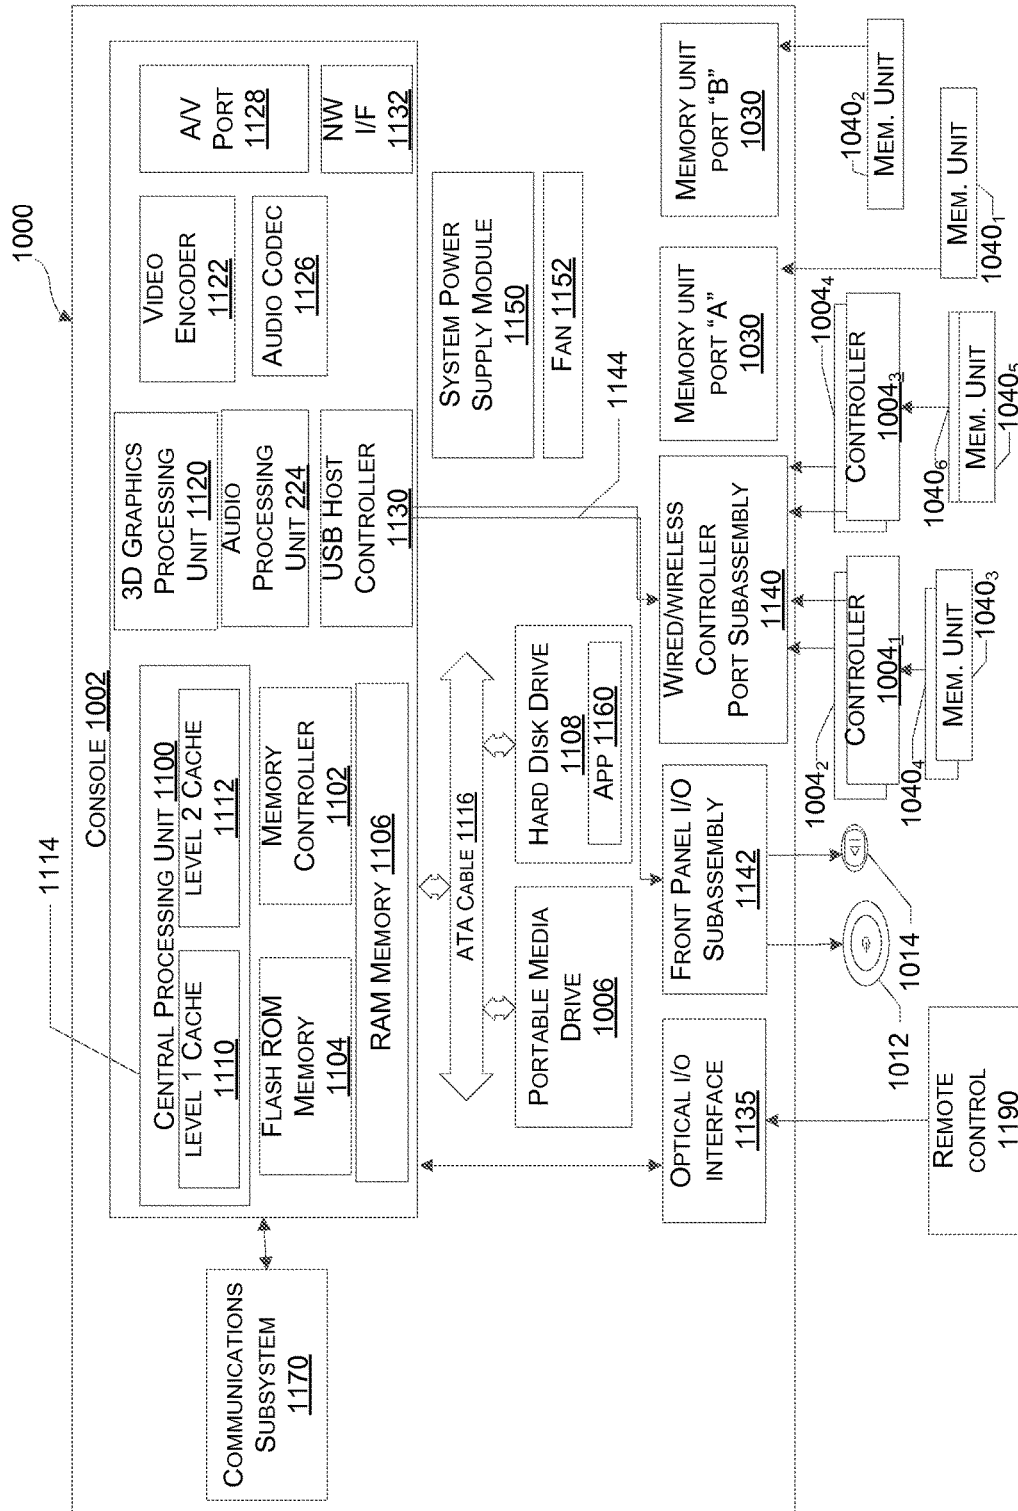 1000
1114
CONSOLE 1002
CENTRAL PROCESSING UNIT 1100
LEVEL 1 CACHE
1110
LEVEL 2 CACHE
1112
FLASH ROM
MEMORY
1104
MEMORY
CONTROLLER
1102
RAM MEMORY 1106
3D GRAPHICS
PROCESSING
UNIT 1120
AUDIO
PROCESSING
UNIT 224
USB HOST
CONTROLLER
1130
VIDEO
ENCODER
1122
AUDIO CODEC
1126
A/V
PORT
1128
NW
I/F
1132
COMMUNICATIONS
SUBSYSTEM
1170
ATA CABLE 1116
PORTABLE MEDIA
DRIVE
1006
HARD DISK DRIVE
1108
APP 1160
SYSTEM POWER
SUPPLY MODULE
1150
FAN 1152
1144
OPTICAL I/O
INTERFACE
1135
FRONT PANEL I/O
SUBASSEMBLY
1142
WIRED/WIRELESS
CONTROLLER
PORT SUBASSEMBLY
1140
MEMORY UNIT
PORT “A”
1030
MEMORY UNIT
PORT “B”
1030
REMOTE
CONTROL
1190
1012
1014
1004₂
CONTROLLER
1004₁
1040₄
MEM. UNIT
1040₃
1004₄
CONTROLLER
1004₃
1040₆
MEM. UNIT
1040₅
1040₂
MEM. UNIT
MEM. UNIT
1040₁